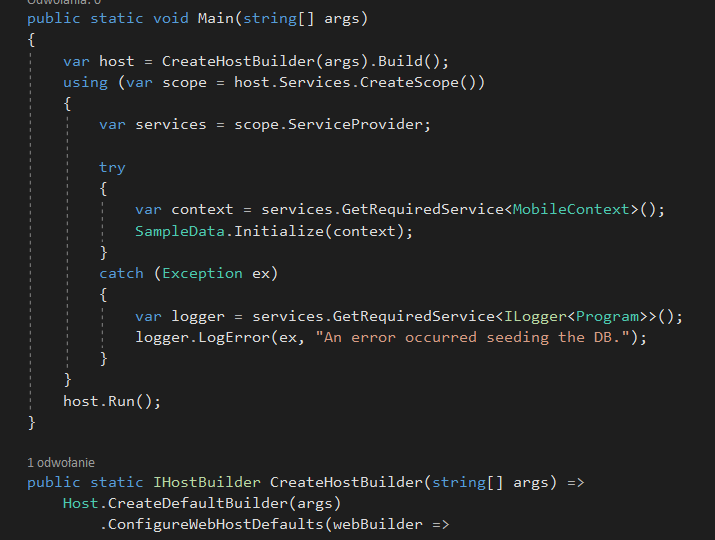 Odwołania: 0
public static void Main(string[] args)
{
    var host = CreateHostBuilder(args).Build();
    using (var scope = host.Services.CreateScope())
    {
        var services = scope.ServiceProvider;

        try
        {
            var context = services.GetRequiredService<MobileContext>();
            SampleData.Initialize(context);
        }
        catch (Exception ex)
        {
            var logger = services.GetRequiredService<ILogger<Program>>();
            logger.LogError(ex, "An error occurred seeding the DB.");
        }
    }
    host.Run();
}

1 odwołanie
public static IHostBuilder CreateHostBuilder(string[] args) =>
    Host.CreateDefaultBuilder(args)
        .ConfigureWebHostDefaults(webBuilder =>